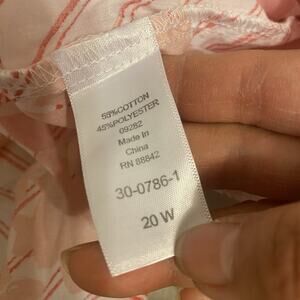 55%COTTON
45%POLYESTER
09282
Made In
China
RN 88842
30-0786-1
20 W